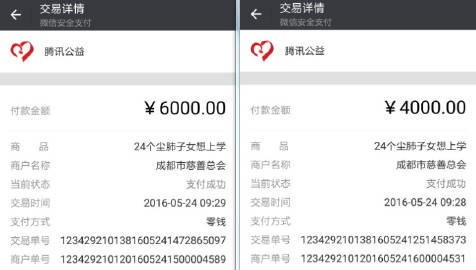 交易详情
微信安全支付
腾讯公益
付款金额 ￥6000.00
商 品 24个尘肺子女想上学
商户名称 成都市慈善总会
当前状态 支付成功
交易时间 2016-05-24 09:29
支付方式 零钱
交易单号 1234292101381605241472865097
商户单号 1234292101201605241500004589
交易详情
微信安全支付
腾讯公益
付款金额 ￥4000.00
商 品 24个尘肺子女想上学
商户名称 成都市慈善总会
当前状态 支付成功
交易时间 2016-05-24 09:28
支付方式 零钱
交易单号 1234292101381605241251458373
商户单号 1234292101201605241600004531